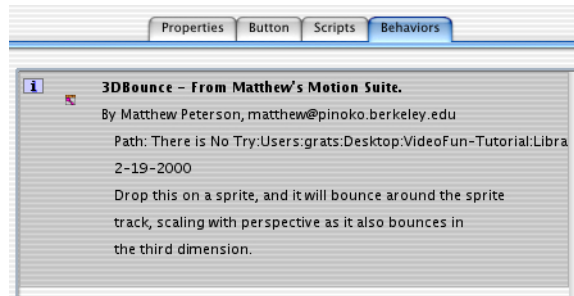 Properties Button Scripts Behaviors
i 3DBounce – From Matthew's Motion Suite.
By Matthew Peterson, matthew@pinoko.berkeley.edu
Path: There is No Try:Users:grats:Desktop:VideoFun-Tutorial:Libra
2-19-2000
Drop this on a sprite, and it will bounce around the sprite
track, scaling with perspective as it also bounces in
the third dimension.